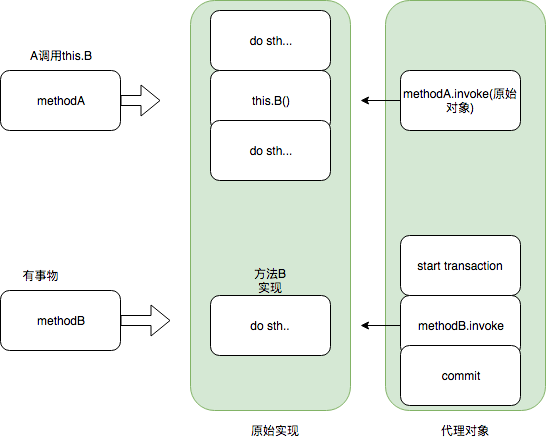 A调用this.B
methodA
do sth...
this.B()
do sth...
methodA.invoke(原始
对象)
有事物
methodB
方法B
实现
do sth..
start transaction
methodB.invoke
commit
原始实现
代理对象